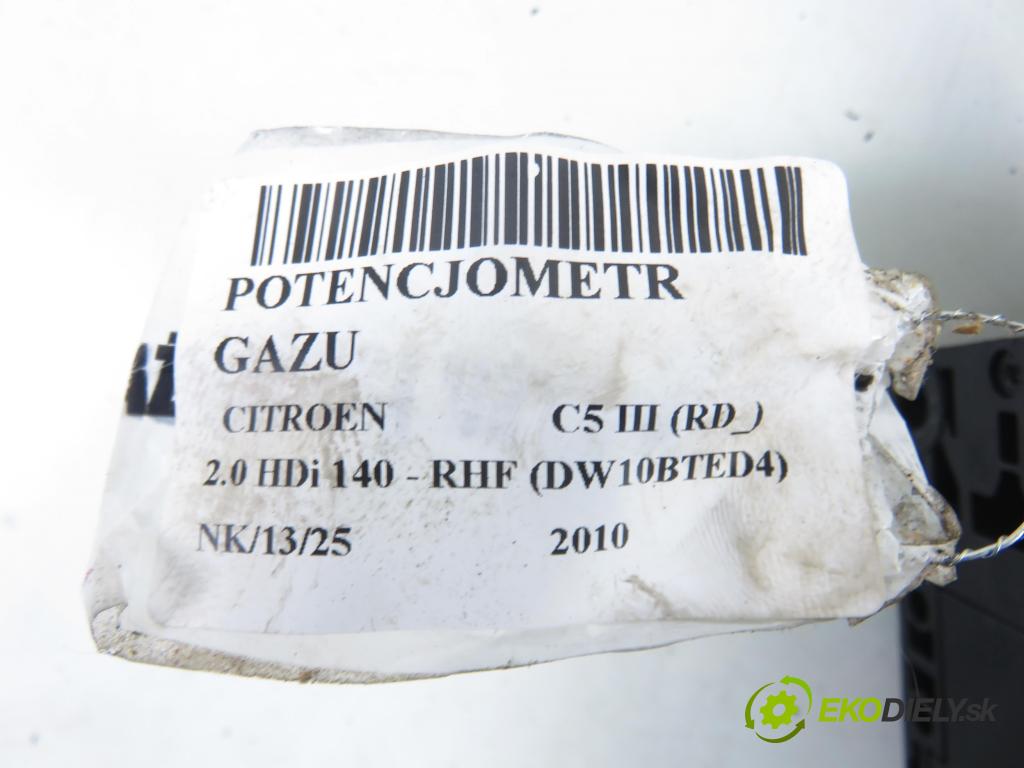 POTENCJOMETR
GAZU
CITROEN C5 III (RD_)
2.0 HDi 140 - RHF (DW10BTED4)
NK/13/25 2010
EKODIELY.sk